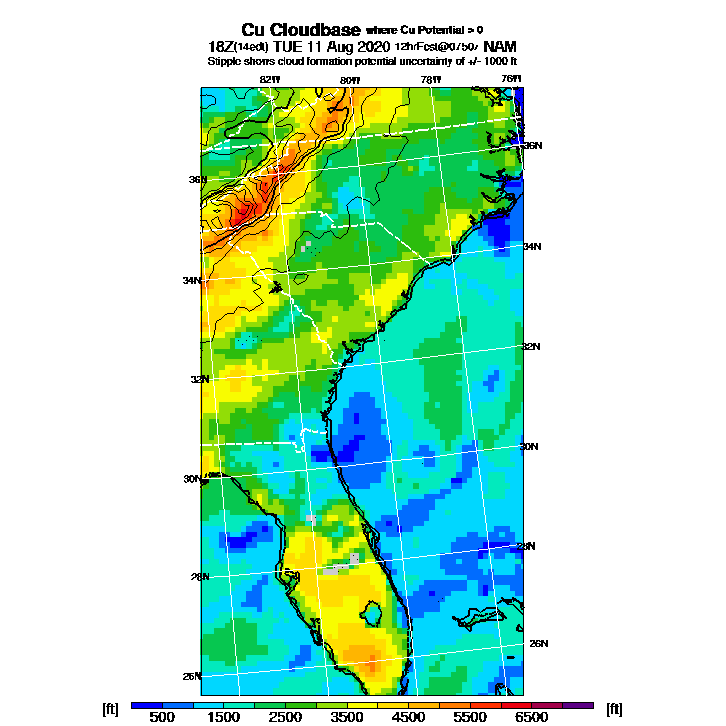 Cu Cloudbase where Cu Potential > 0
18Z(14edt) TUE 11 Aug 2020 12hrFcst@0750z NAM
Stipple shows cloud formation potential uncertainty of +/- 1000 ft
82W 80W 78W 76W
36N 36N
34N 34N
32N 32N
30N 30N
28N 28N
26N 26N
[ft] 500 1500 2500 3500 4500 5500 6500 [ft]